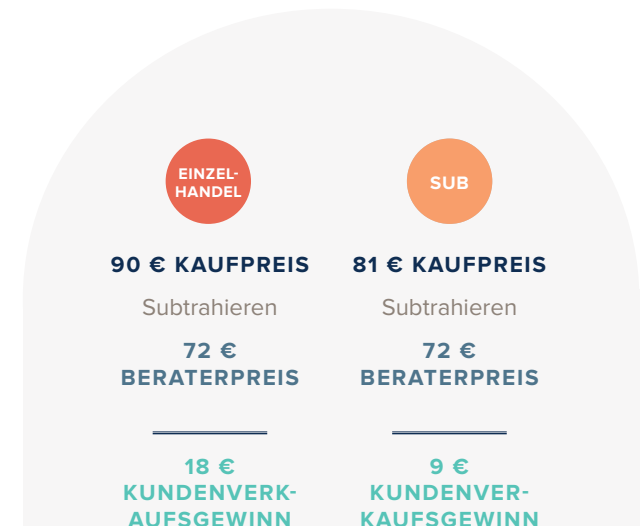 EINZEL-
HANDEL
90 € KAUFPREIS
Subtrahieren
72 €
BERATERPREIS
18 €
KUNDENVERK-
AUFSGEWINN
SUB
81 € KAUFPREIS
Subtrahieren
72 €
BERATERPREIS
9 €
KUNDENVER-
KAUFSGEWINN